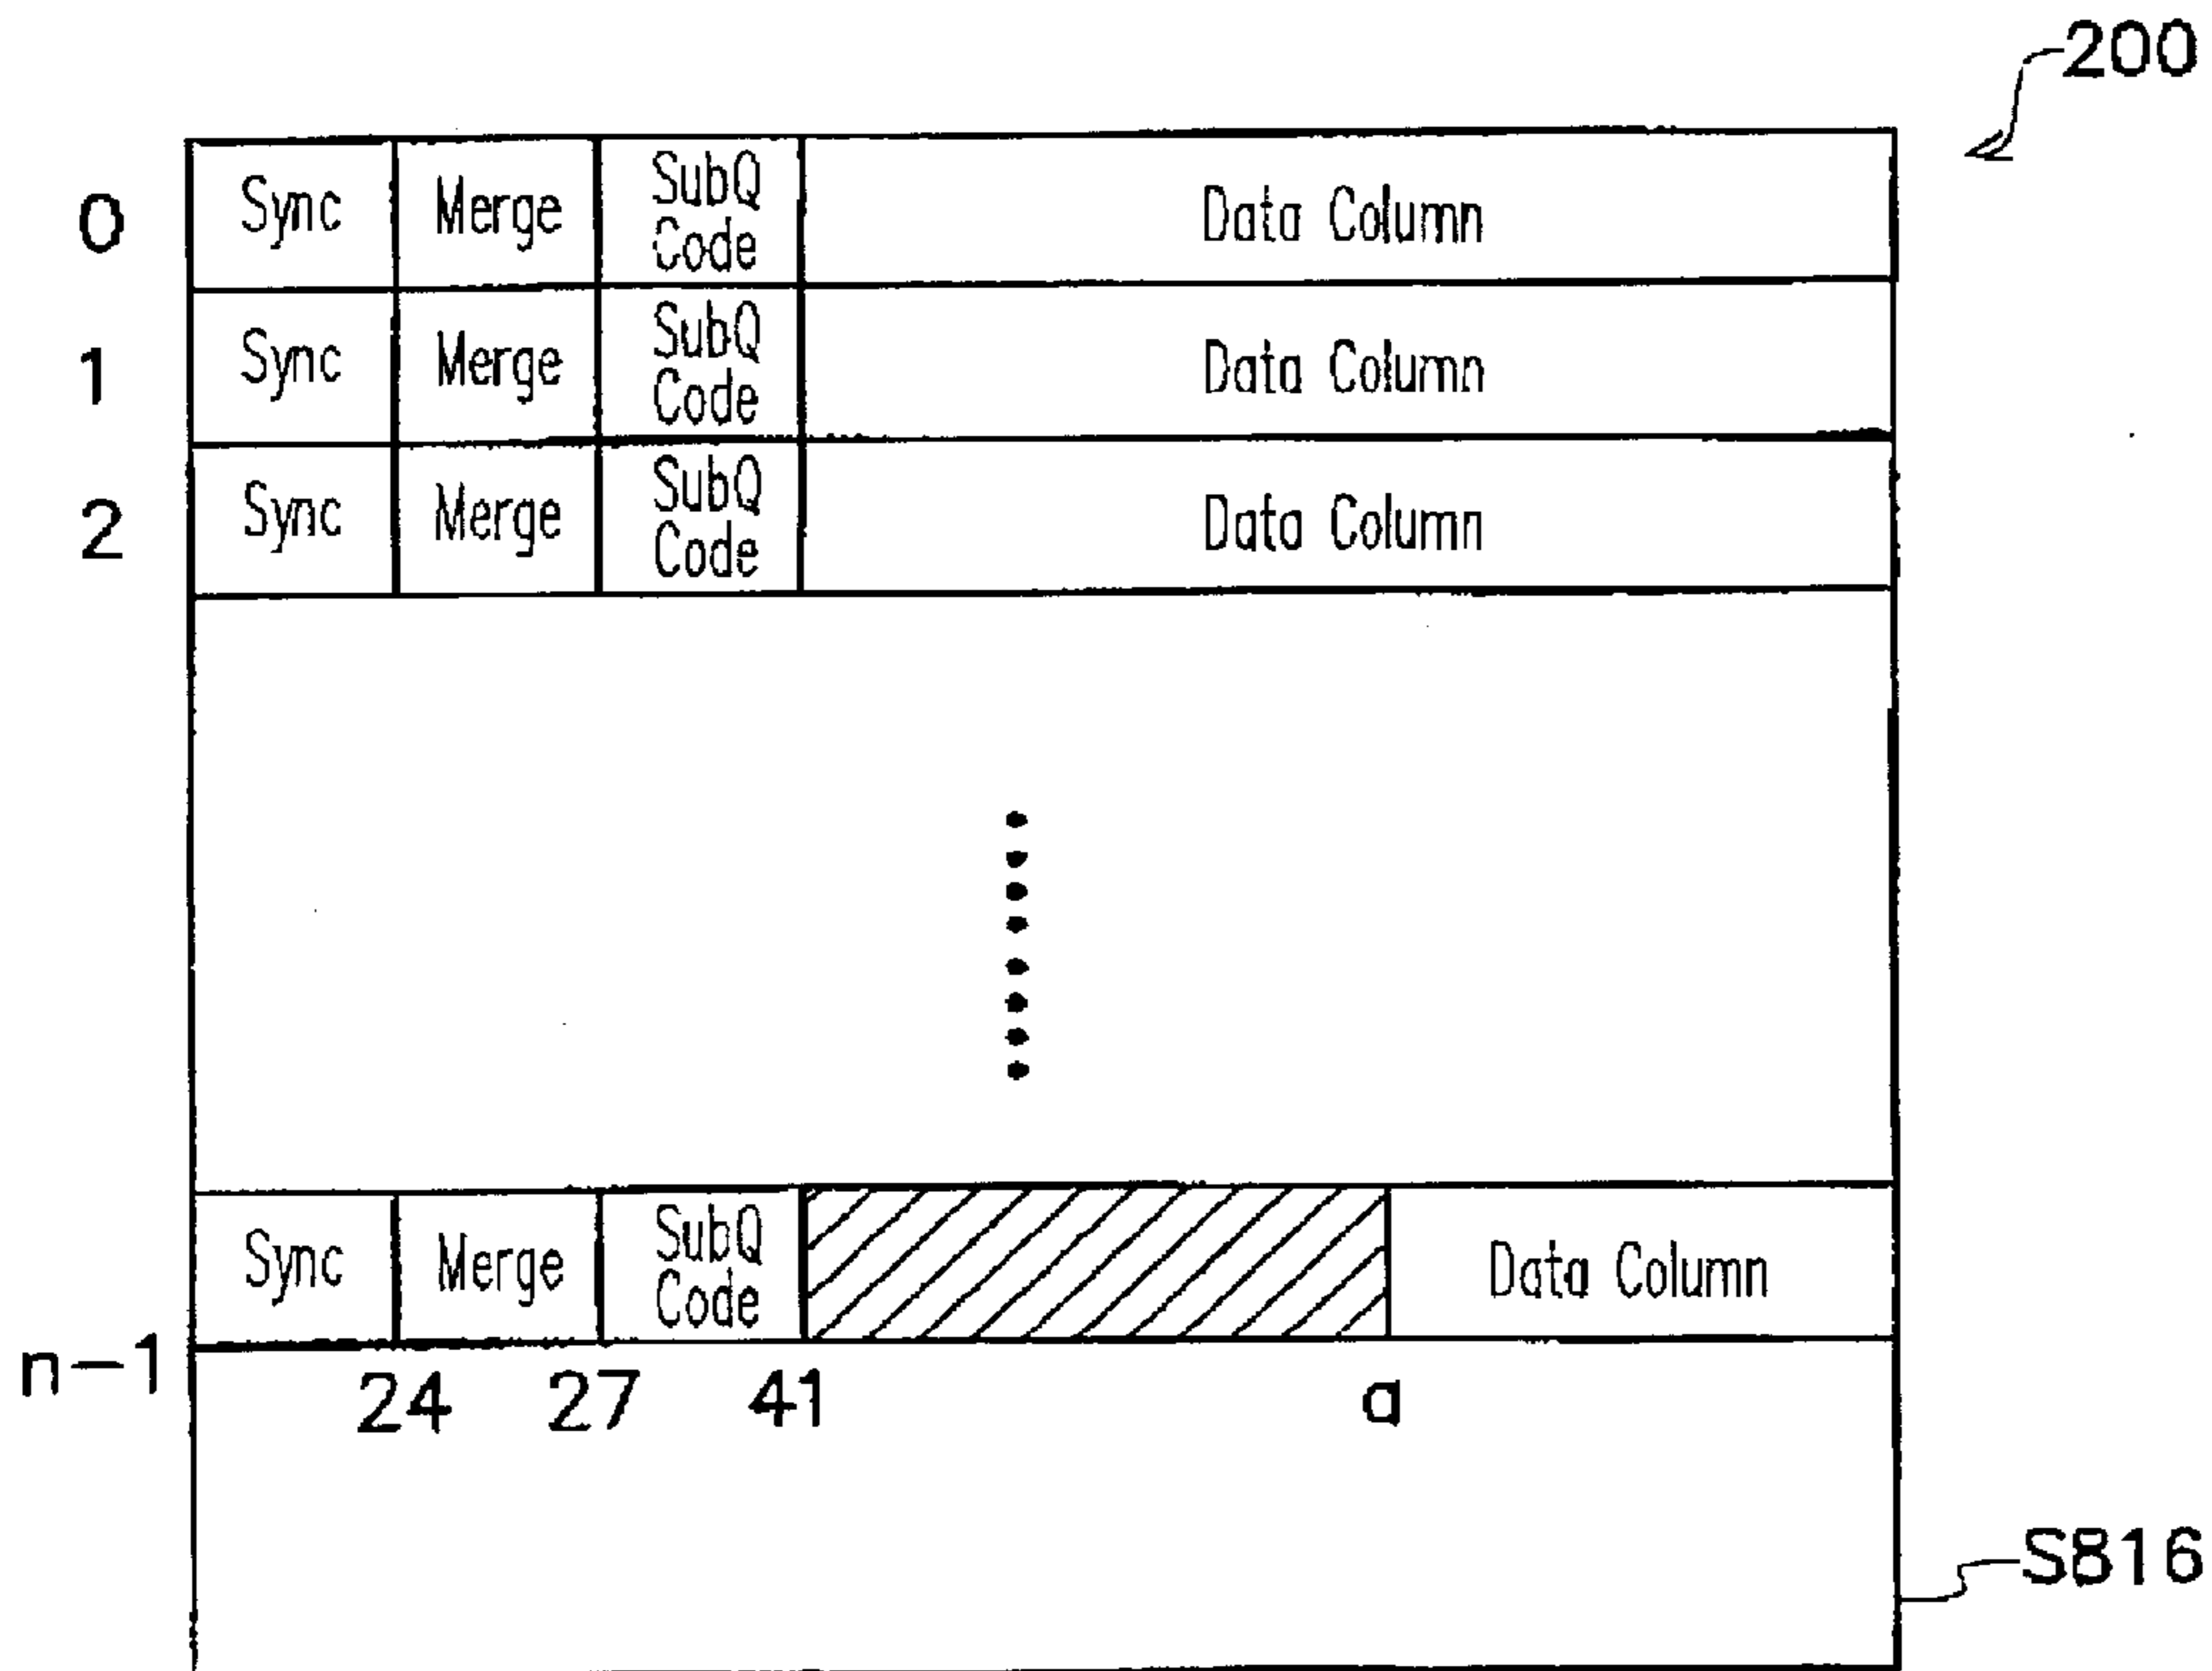 200
0 Sync Merge SubQ Code Data Column
1 Sync Merge SubQ Code Data Column
2 Sync Merge SubQ Code Data Column
Sync Merge SubQ Code Data Column
n-1
24 27 41 a
S816